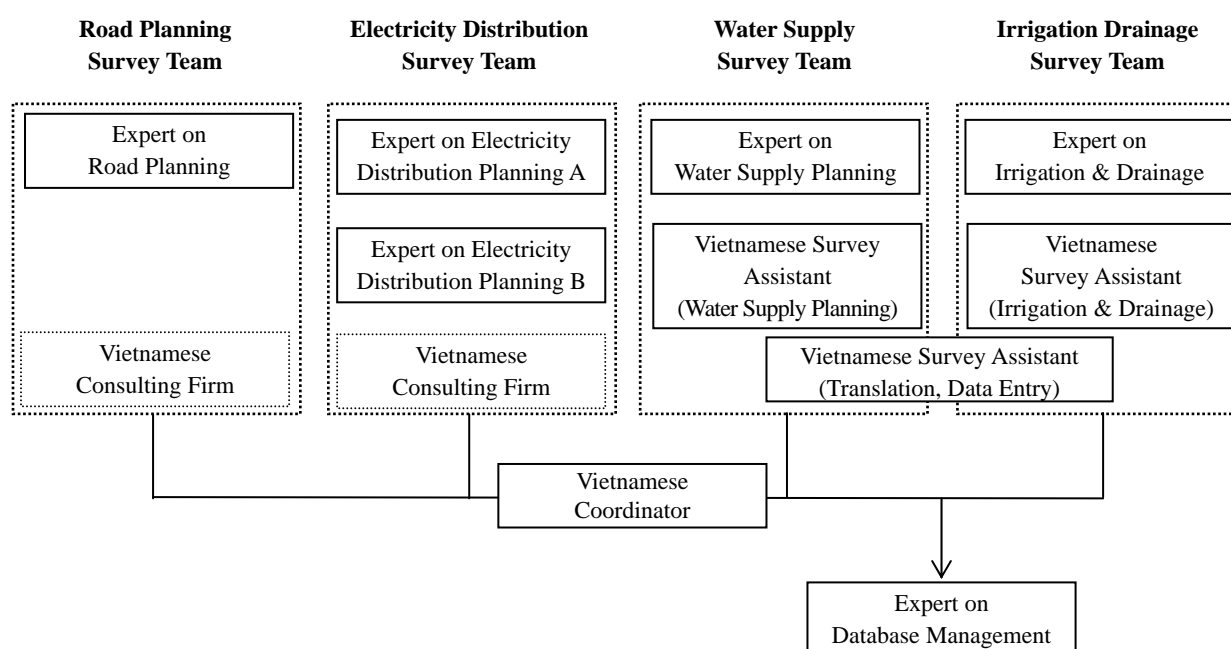 Road Planning
Survey Team
Electricity Distribution
Survey Team
Water Supply
Survey Team
Irrigation Drainage
Survey Team
Expert on
Road Planning
Expert on Electricity
Distribution Planning A
Expert on
Water Supply Planning
Expert on
Irrigation & Drainage
Expert on Electricity
Distribution Planning B
Vietnamese Survey
Assistant
(Water Supply Planning)
Vietnamese
Survey Assistant
(Irrigation & Drainage)
Vietnamese
Consulting Firm
Vietnamese
Consulting Firm
Vietnamese Survey Assistant
(Translation, Data Entry)
Vietnamese
Coordinator
Expert on
Database Management